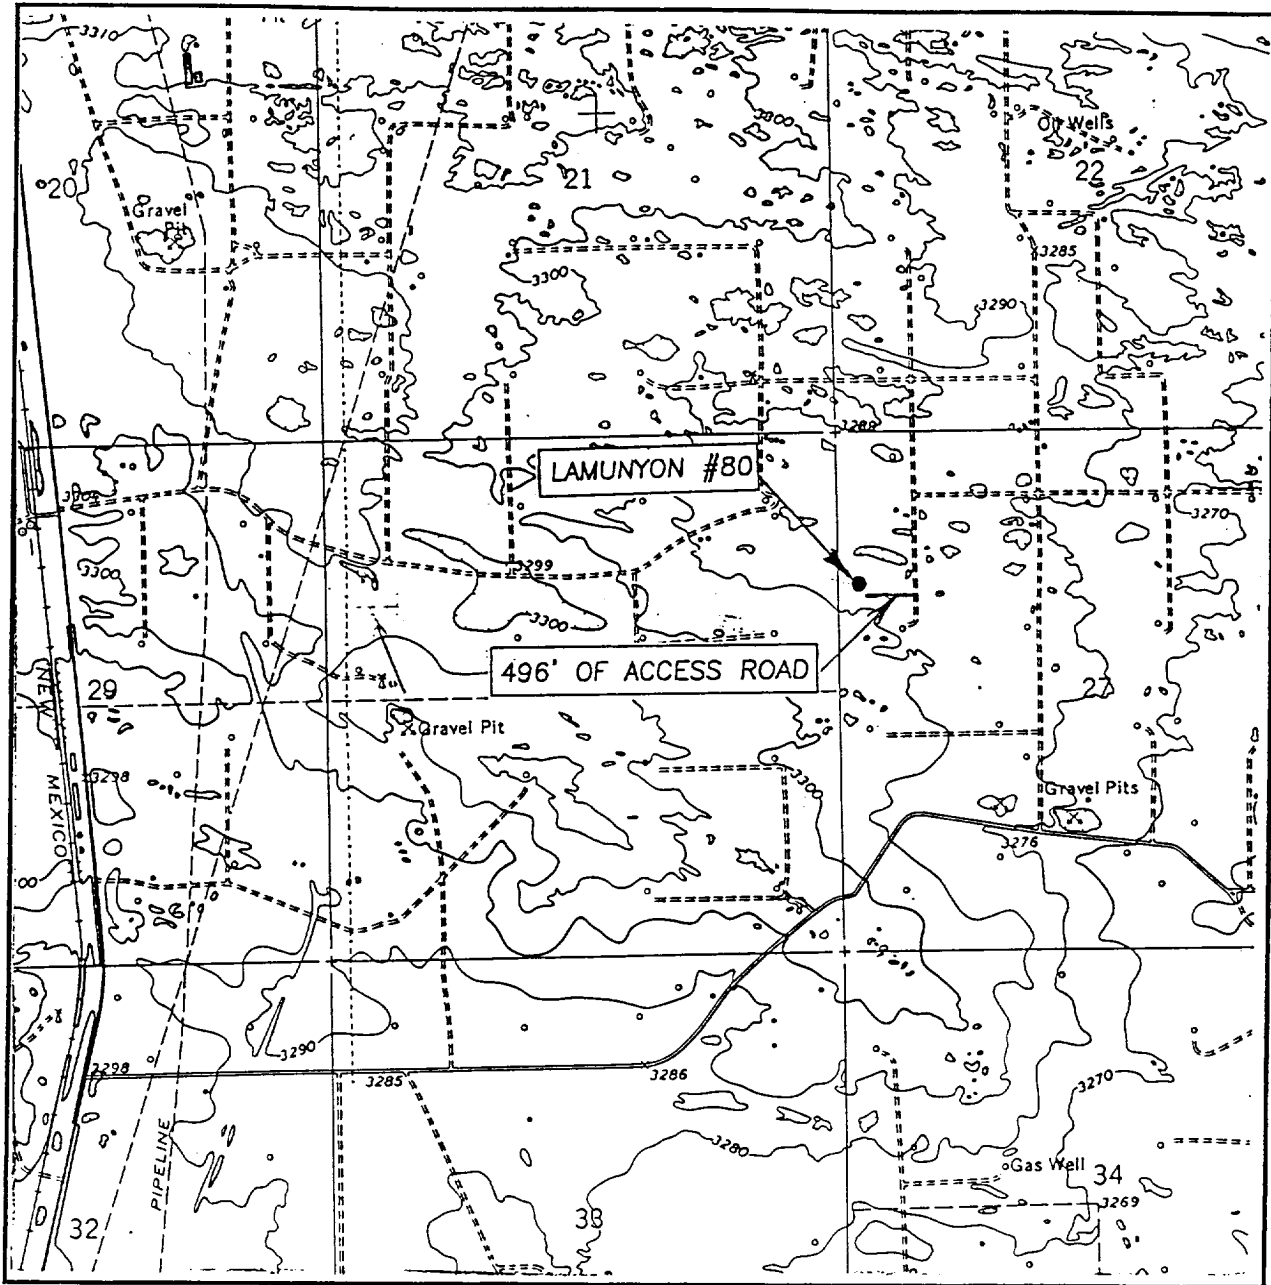 3310
Oil Wells
3300
20
21
22
Gravel
Pit
3285
3300
3290
3288
LAMUNYON #80
3270
3300
3299
3300
496' OF ACCESS ROAD
29
27
NEW MEXICO
Gravel Pit
3298
3300
Gravel Pits
3276
3290
3298
3285
3286
3270
3280
PIPELINE
Gas Well
34
3269
32
33